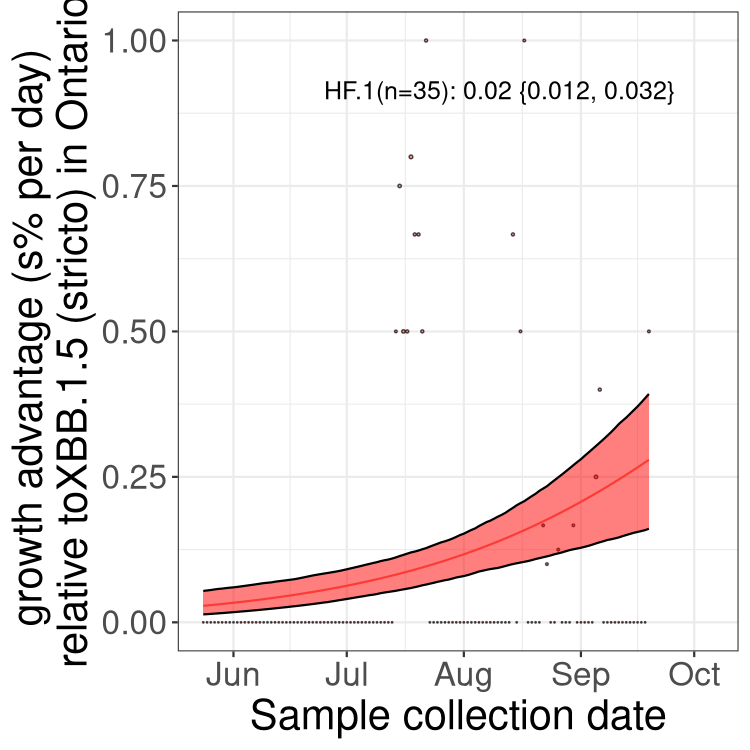 growth advantage (s% per day)
relative toXBB.1.5 (stricto) in Ontario
1.00
0.75
0.50
0.25
0.00
HF.1(n=35): 0.02 {0.012, 0.032}
Jun Jul Aug Sep Oct
Sample collection date